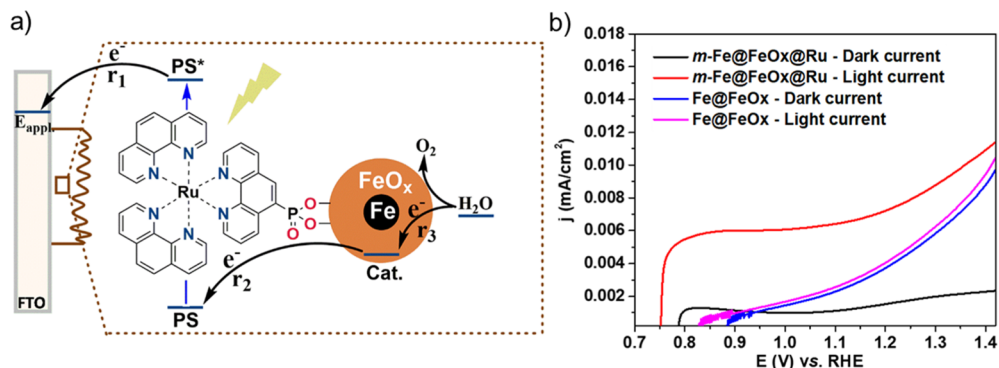 a)
e-
r1
PS*
Eappl.
N
N
N
N
N
N
Ru
P
O
O
O
FeOx
Fe
O2
H2O
e-
r3
Cat.
e-
r2
PS
FTO
b)
0.018
0.016
0.014
0.012
0.010
0.008
0.006
0.004
0.002
j (mA/cm²)
m-Fe@FeOx@Ru - Dark current
m-Fe@FeOx@Ru - Light current
Fe@FeOx - Dark current
Fe@FeOx - Light current
0.7 0.8 0.9 1.0 1.1 1.2 1.3 1.4
E (V) vs. RHE